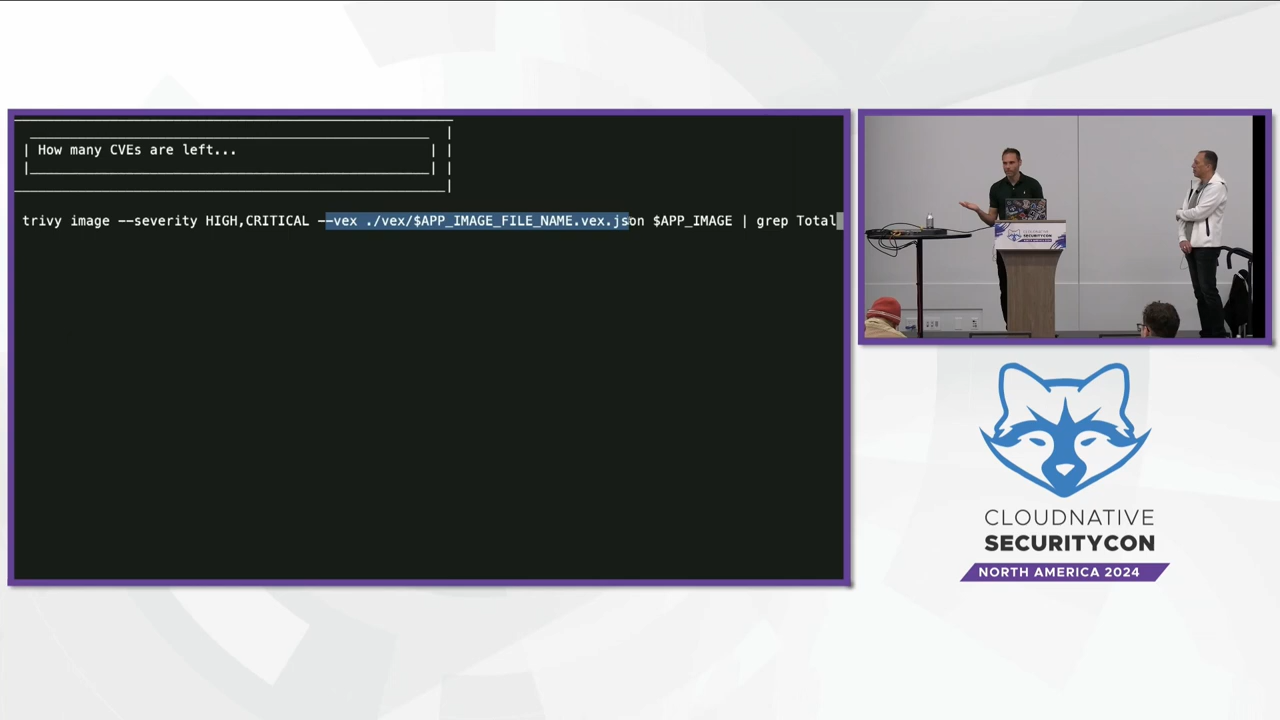 How many CVEs are left...
trivy image --severity HIGH,CRITICAL --vex ./vex/$APP_IMAGE_FILE_NAME.vex.json $APP_IMAGE | grep Total
CLOUDNATIVE
SECURITYCON
NORTH AMERICA 2024